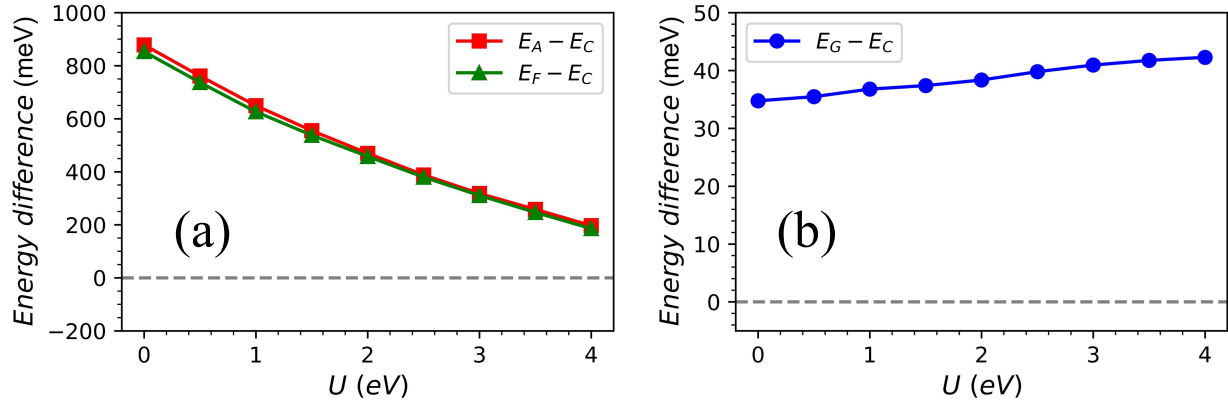 1000
800
600
400
200
0
−200
Energy difference (meV)
E_A − E_C
E_F − E_C
(a)
0 1 2 3 4
U (eV)
50
40
30
20
10
0
Energy difference (meV)
E_G − E_C
(b)
0 1 2 3 4
U (eV)